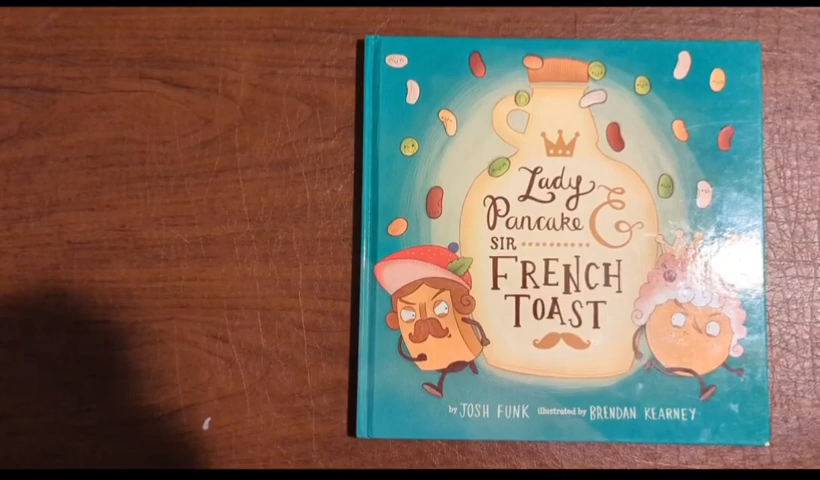 Lady
Pancake &
SIR
FRENCH
TOAST
by JOSH FUNK illustrated by BRENDAN KEARNEY